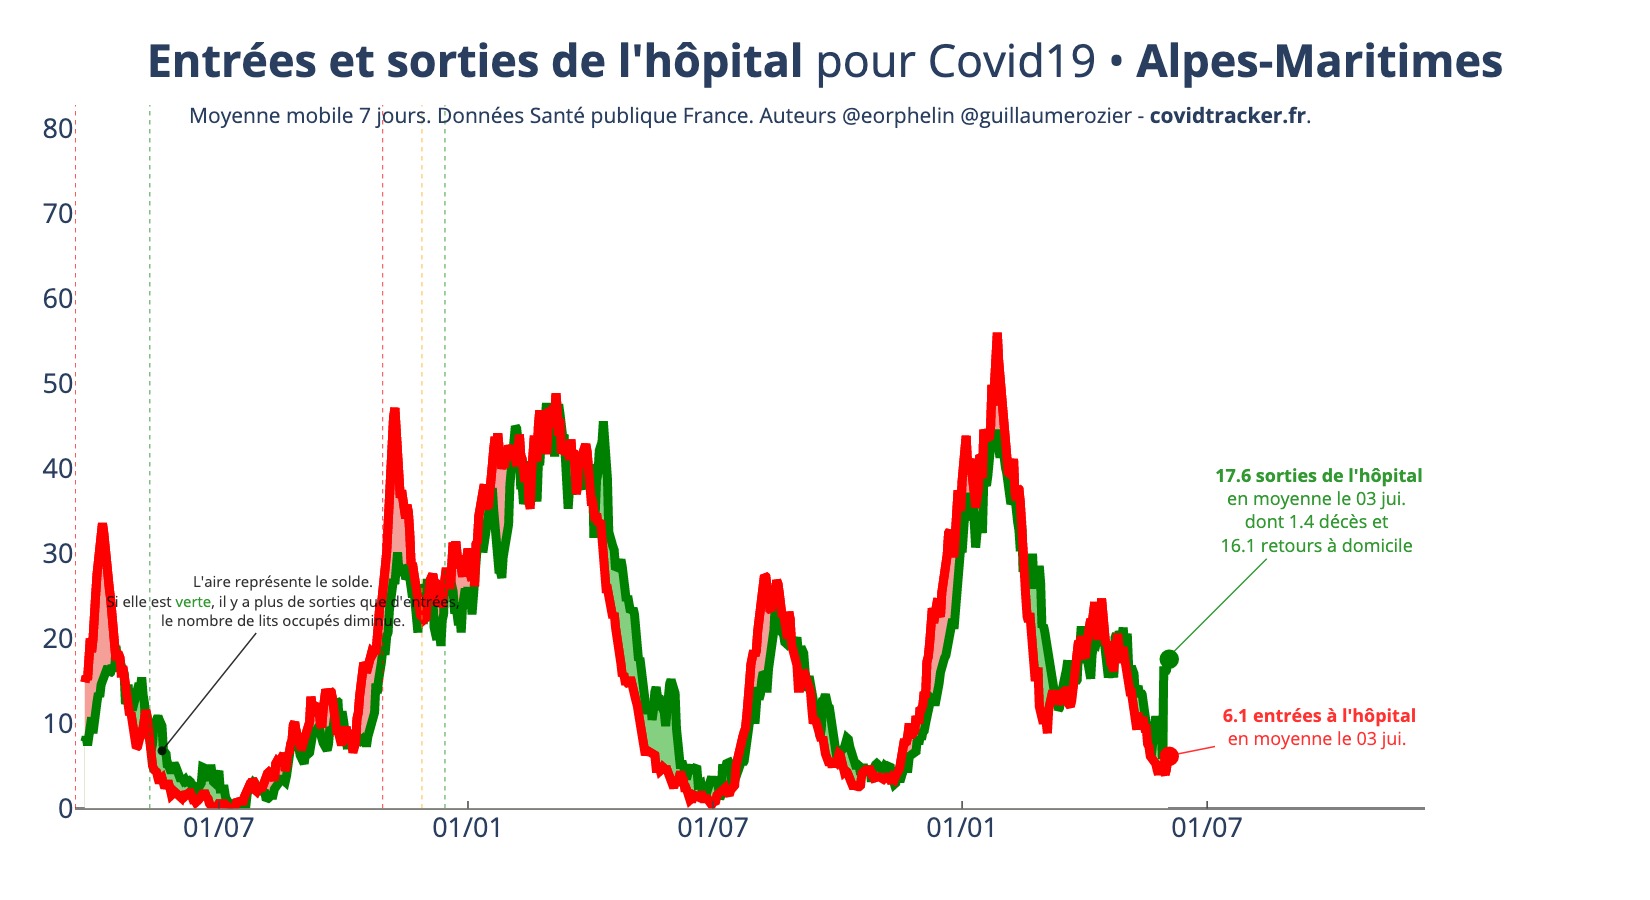 Entrées et sorties de l'hôpital pour Covid19 • Alpes-Maritimes
Moyenne mobile 7 jours. Données Santé publique France. Auteurs @eorphelin @guillaumerozier - covidtracker.fr.
80
70
60
50
40
30
20
10
0
L'aire représente le solde.
Si elle est verte, il y a plus de sorties que d'entrées,
le nombre de lits occupés diminue.
17.6 sorties de l'hôpital
en moyenne le 03 jui.
dont 1.4 décès et
16.1 retours à domicile
6.1 entrées à l'hôpital
en moyenne le 03 jui.
01/07
01/01
01/07
01/01
01/07